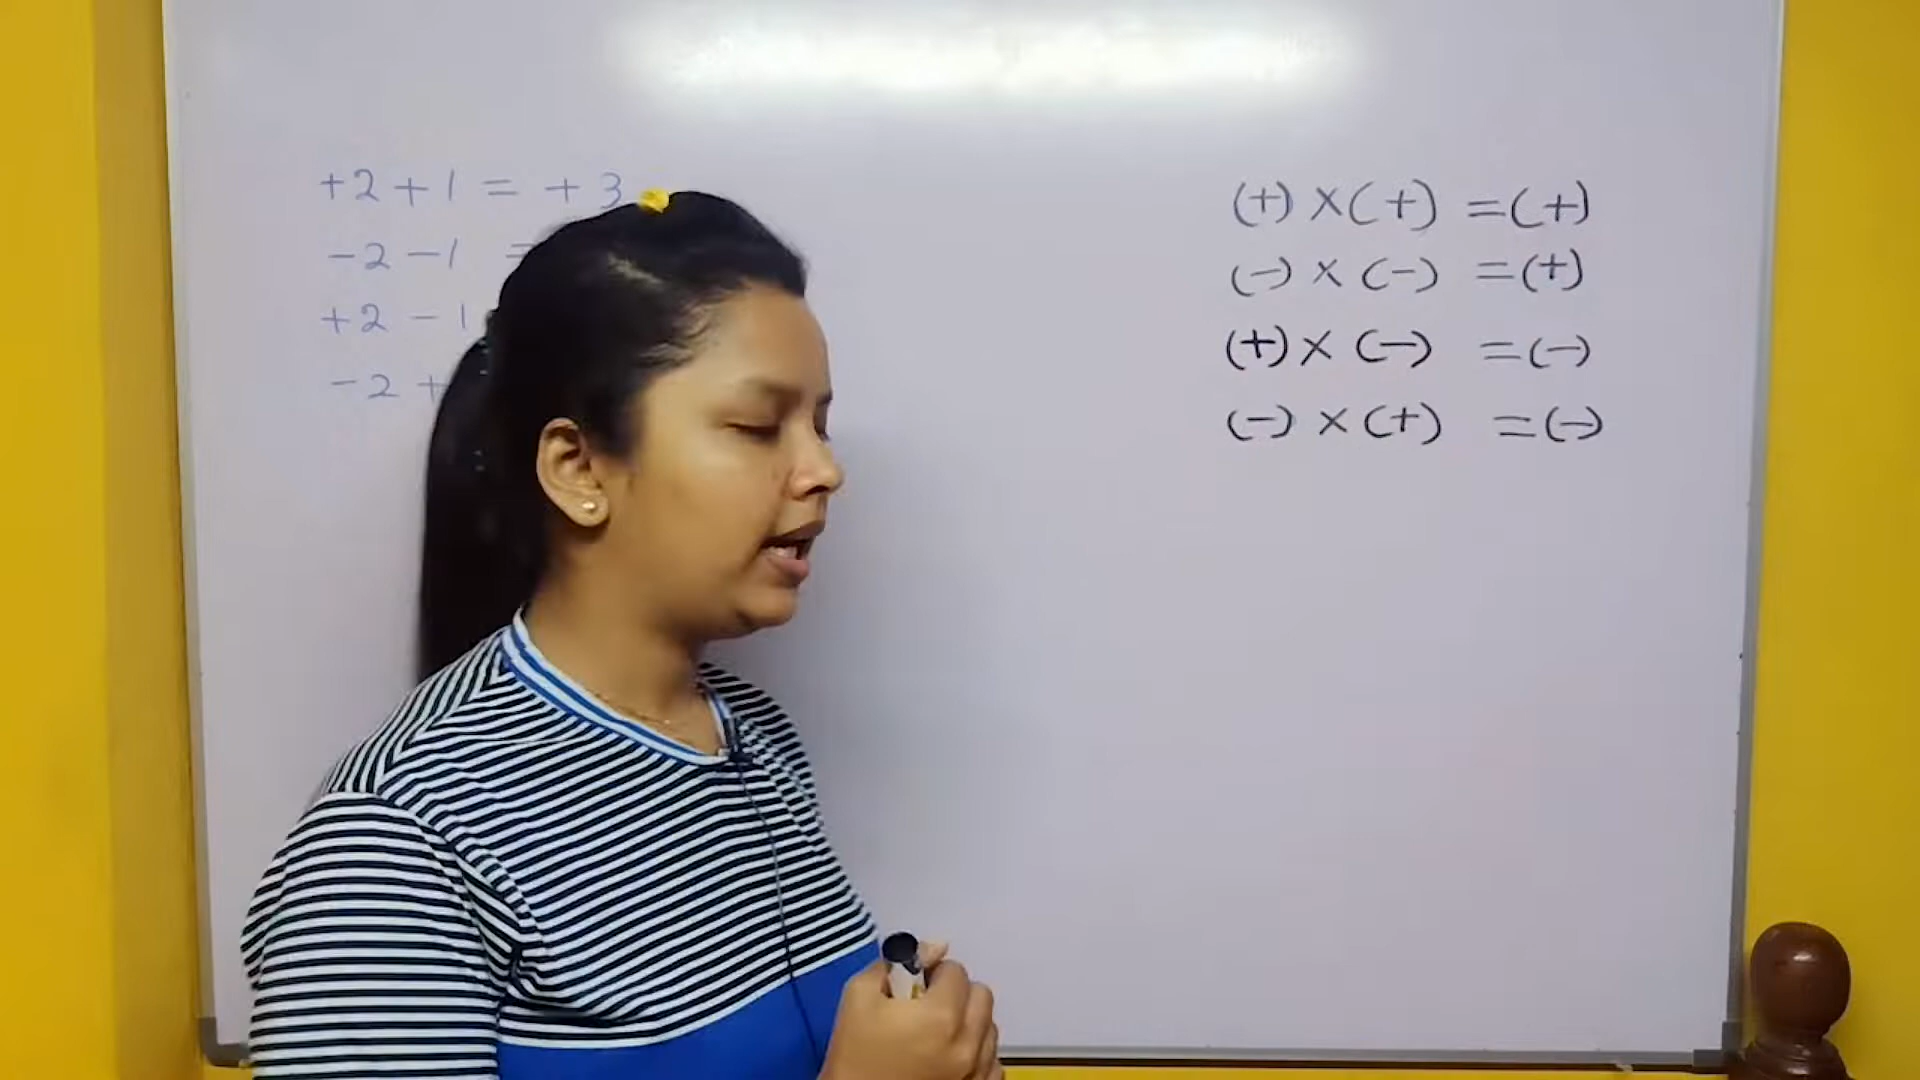 +2 + 1 = + 3
-2 - 1 =
+2 - 1
-2 +
(+) × (+) = (+)
(-) × (-) = (+)
(+) × (-) = (-)
(-) × (+) = (-)